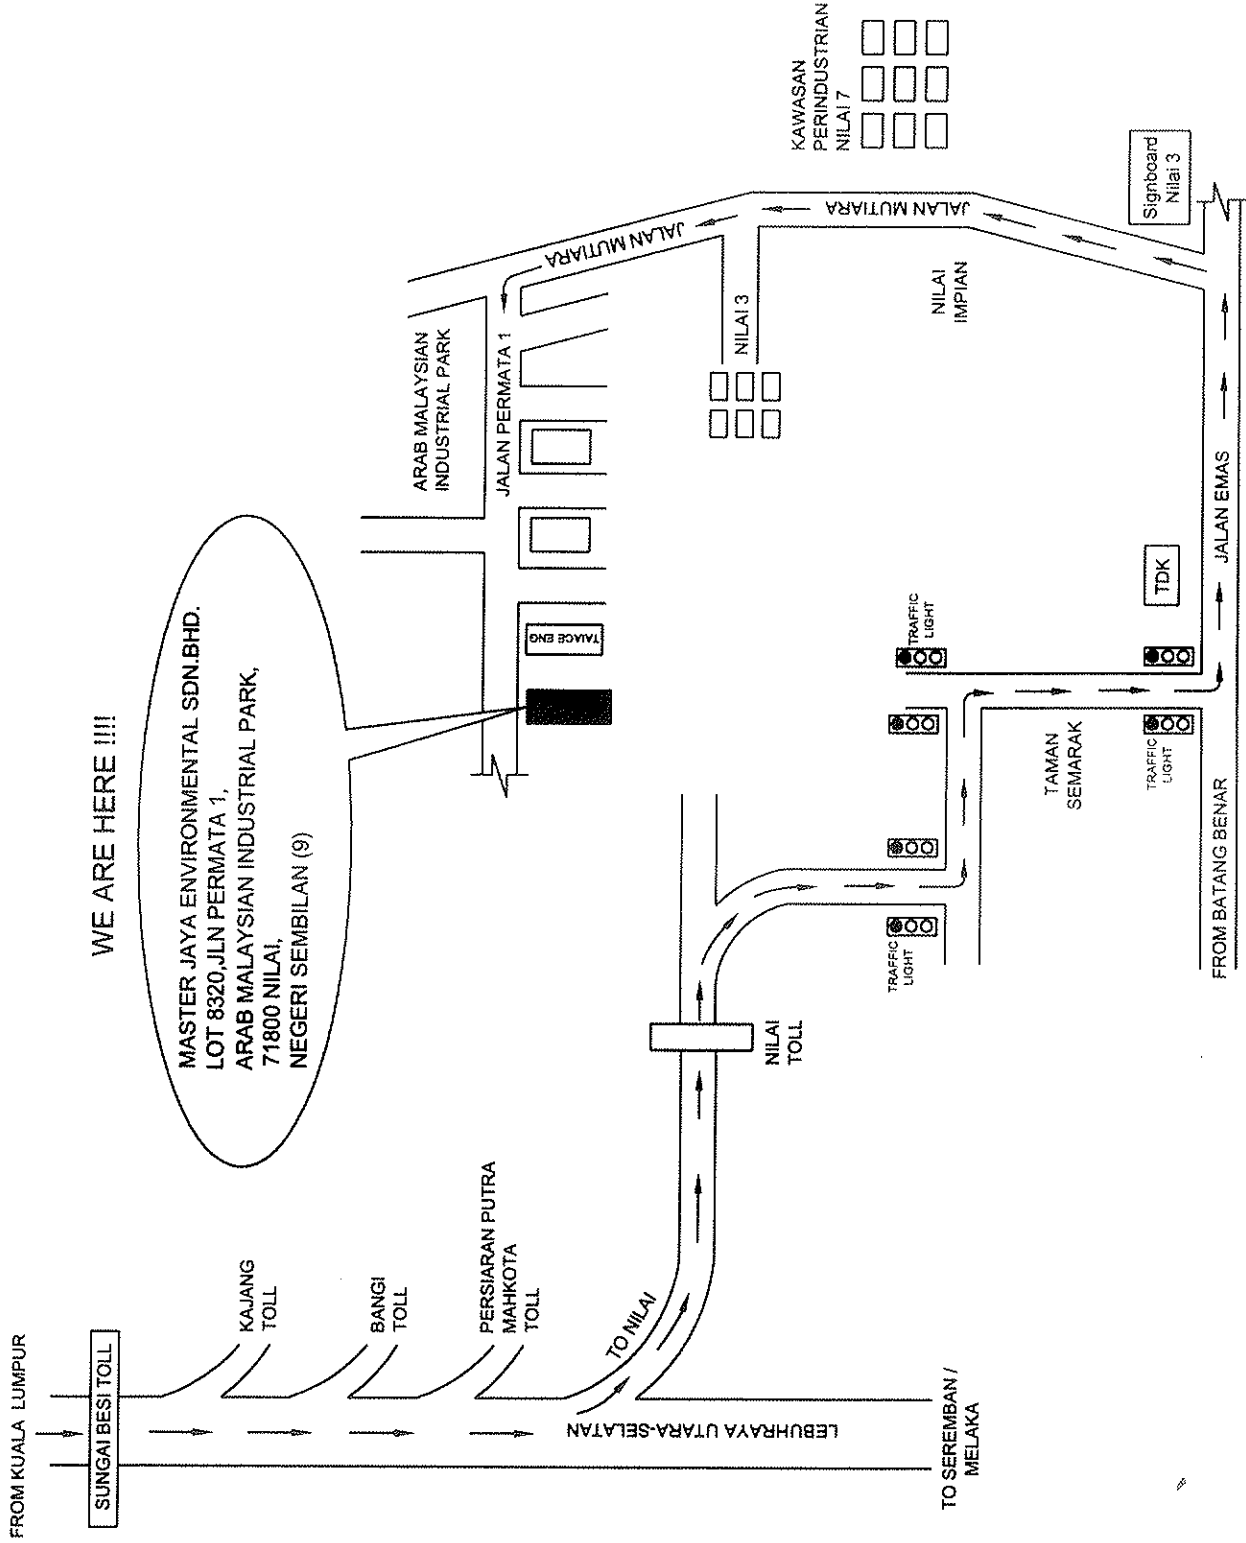 WE ARE HERE !!!!
MASTER JAYA ENVIRONMENTAL SDN.BHD.
LOT 8320,JLN PERMATA 1,
ARAB MALAYSIAN INDUSTRIAL PARK,
71800 NILAI,
NEGERI SEMBILAN (9)
FROM KUALA LUMPUR
SUNGAI BESI TOLL
KAJANG
TOLL
BANGI
TOLL
PERSIARAN PUTRA
MAHKOTA
TOLL
TO NILAI
LEBUHRAYA UTARA-SELATAN
TO SEREMBAN /
MELAKA
NILAI
TOLL
TRAFFIC
LIGHT
TRAFFIC
LIGHT
TAMAN
SEMARAK
TRAFFIC
LIGHT
FROM BATANG BENAR
TDK
JALAN EMAS
Signboard
Nilai 3
JALAN MUTIARA
NILAI
IMPIAN
KAWASAN
PERINDUSTRIAN
NILAI 7
JALAN MUTIARA
NILAI 3
ARAB MALAYSIAN
INDUSTRIAL PARK
JALAN PERMATA 1
TAIACE ENG